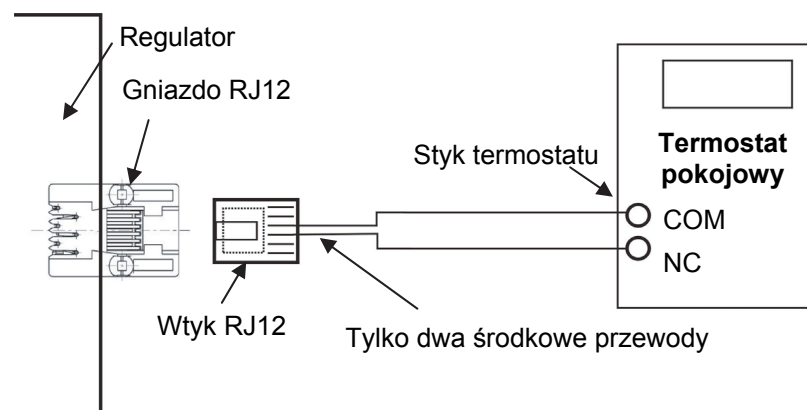 Regulator
Gniazdo RJ12
Styk termostatu
Termostat
pokojowy
COM
NC
Wtyk RJ12
Tylko dwa środkowe przewody